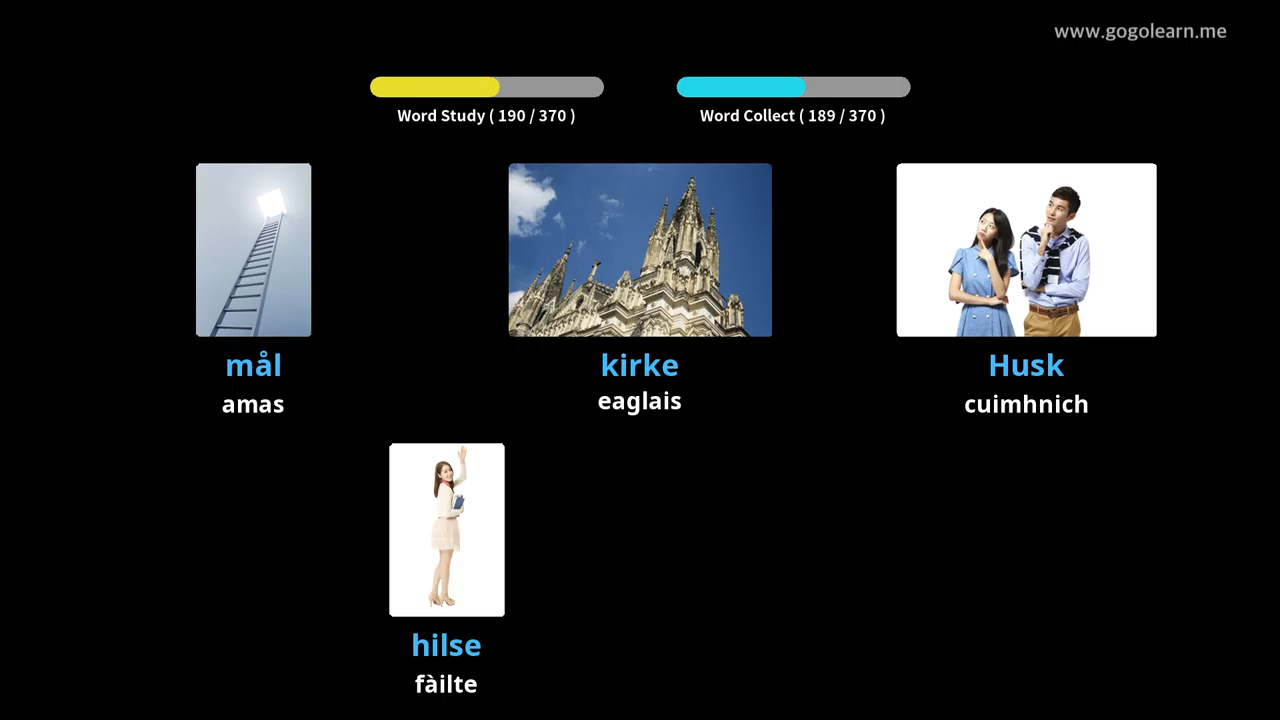 www.gogolearn.me
Word Study ( 190 / 370 )
Word Collect ( 189 / 370 )
mål
amas
kirke
eaglais
Husk
cuimhnich
hilse
fàilte